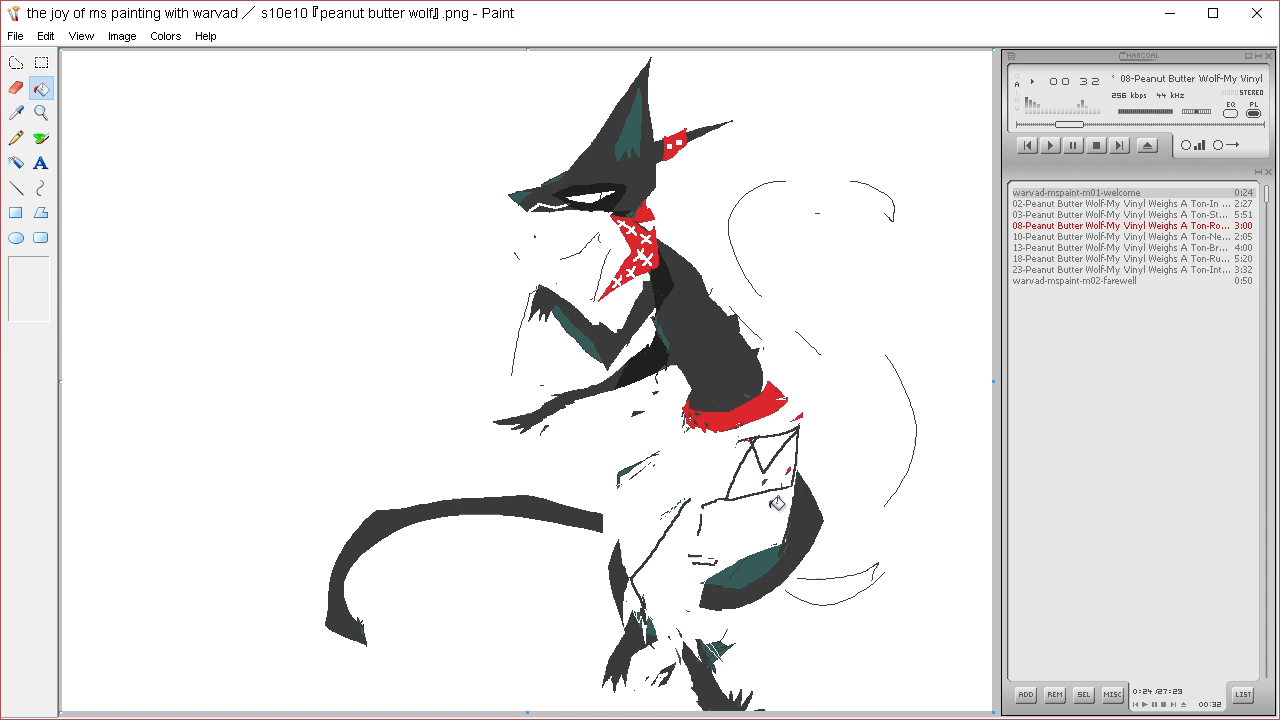 the joy of ms painting with warvad ／ s10e10『peanut butter wolf』.png - Paint
File Edit View Image Colors Help
CHARCOAL
00 32
08-Peanut Butter Wolf-My Vinyl
256 kbps 44 kHz
STEREO
EQ PL
warvad-mspaint-m01-welcome 0:24
02-Peanut Butter Wolf-My Vinyl Weighs A Ton-In ... 2:27
03-Peanut Butter Wolf-My Vinyl Weighs A Ton-St... 5:51
08-Peanut Butter Wolf-My Vinyl Weighs A Ton-Ro... 3:00
10-Peanut Butter Wolf-My Vinyl Weighs A Ton-Ne... 2:05
13-Peanut Butter Wolf-My Vinyl Weighs A Ton-Br... 4:00
18-Peanut Butter Wolf-My Vinyl Weighs A Ton-Ru... 5:20
23-Peanut Butter Wolf-My Vinyl Weighs A Ton-Int... 3:32
warvad-mspaint-m02-farewell 0:50
ADD REM SEL MISC
0:24 /27:29
00:32
LIST